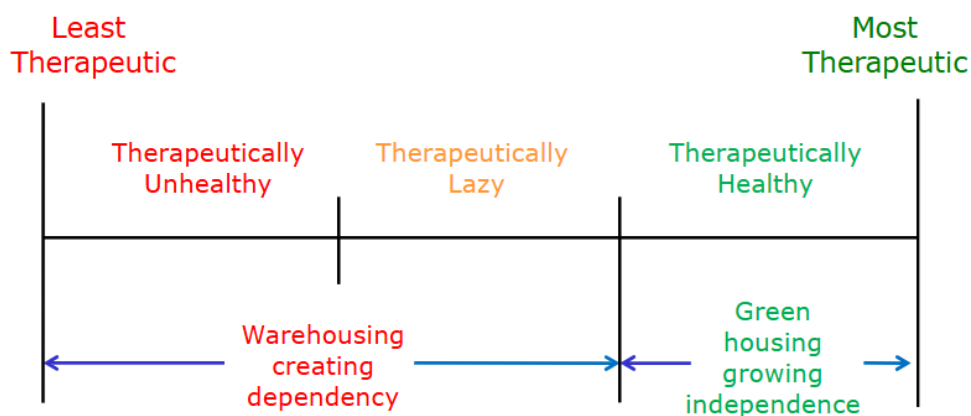 Least
Therapeutic
Most
Therapeutic
Therapeutically
Unhealthy
Therapeutically
Lazy
Therapeutically
Healthy
Warehousing
creating
dependency
Green
housing
growing
independence